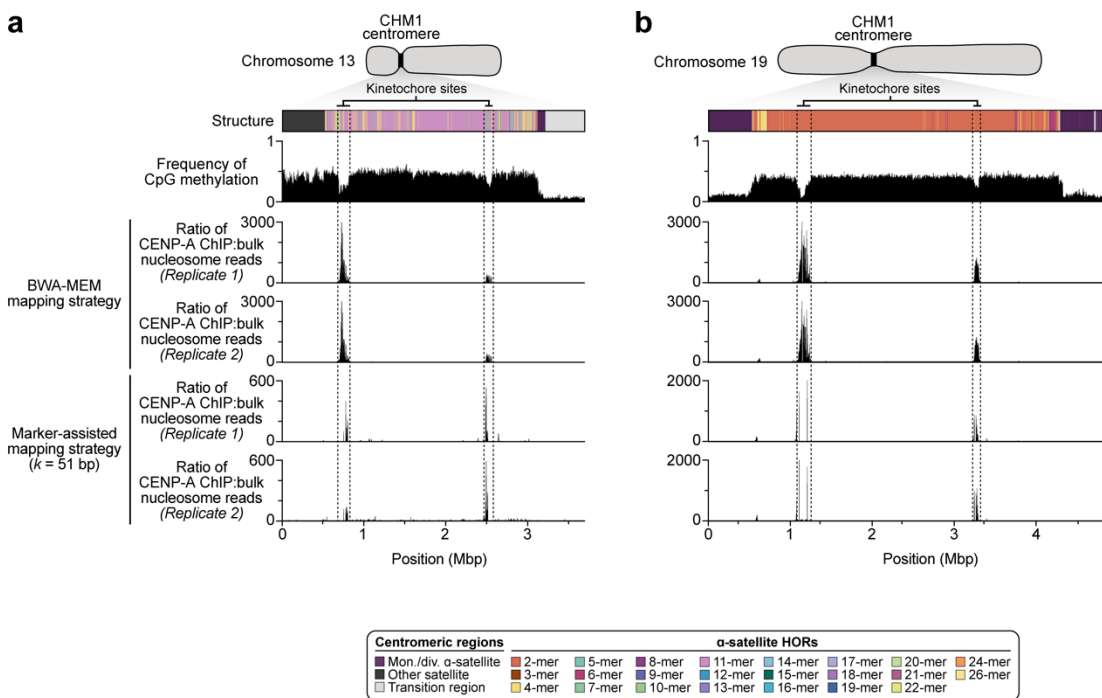 a
CHM1
centromere
Chromosome 13
Kinetochore sites
Structure
Frequency of
CpG methylation
1
0
BWA-MEM
mapping strategy
Ratio of
CENP-A ChIP:bulk
nucleosome reads
(Replicate 1)
3000
0
Ratio of
CENP-A ChIP:bulk
nucleosome reads
(Replicate 2)
3000
0
Marker-assisted
mapping strategy
(k = 51 bp)
Ratio of
CENP-A ChIP:bulk
nucleosome reads
(Replicate 1)
600
0
Ratio of
CENP-A ChIP:bulk
nucleosome reads
(Replicate 2)
600
0
0 1 2 3
Position (Mbp)
b
CHM1
centromere
Chromosome 19
Kinetochore sites
1
0
3000
0
3000
0
2000
0
2000
0
0 1 2 3 4
Position (Mbp)
Centromeric regions
Mon./div. α-satellite
Other satellite
Transition region
α-satellite HORs
2-mer 5-mer 8-mer 11-mer 14-mer 17-mer 20-mer 24-mer
3-mer 6-mer 9-mer 12-mer 15-mer 18-mer 21-mer 26-mer
4-mer 7-mer 10-mer 13-mer 16-mer 19-mer 22-mer